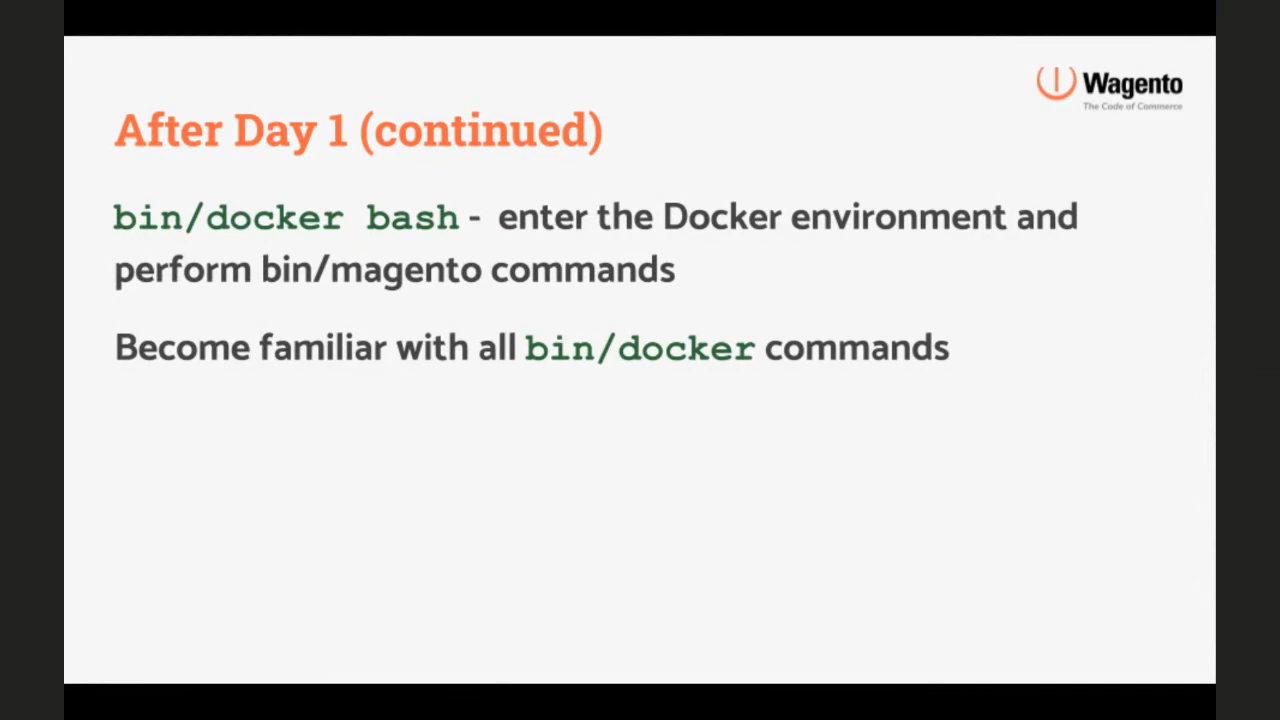 Wagento
The Code of Commerce
After Day 1 (continued)
bin/docker bash - enter the Docker environment and
perform bin/magento commands
Become familiar with all bin/docker commands